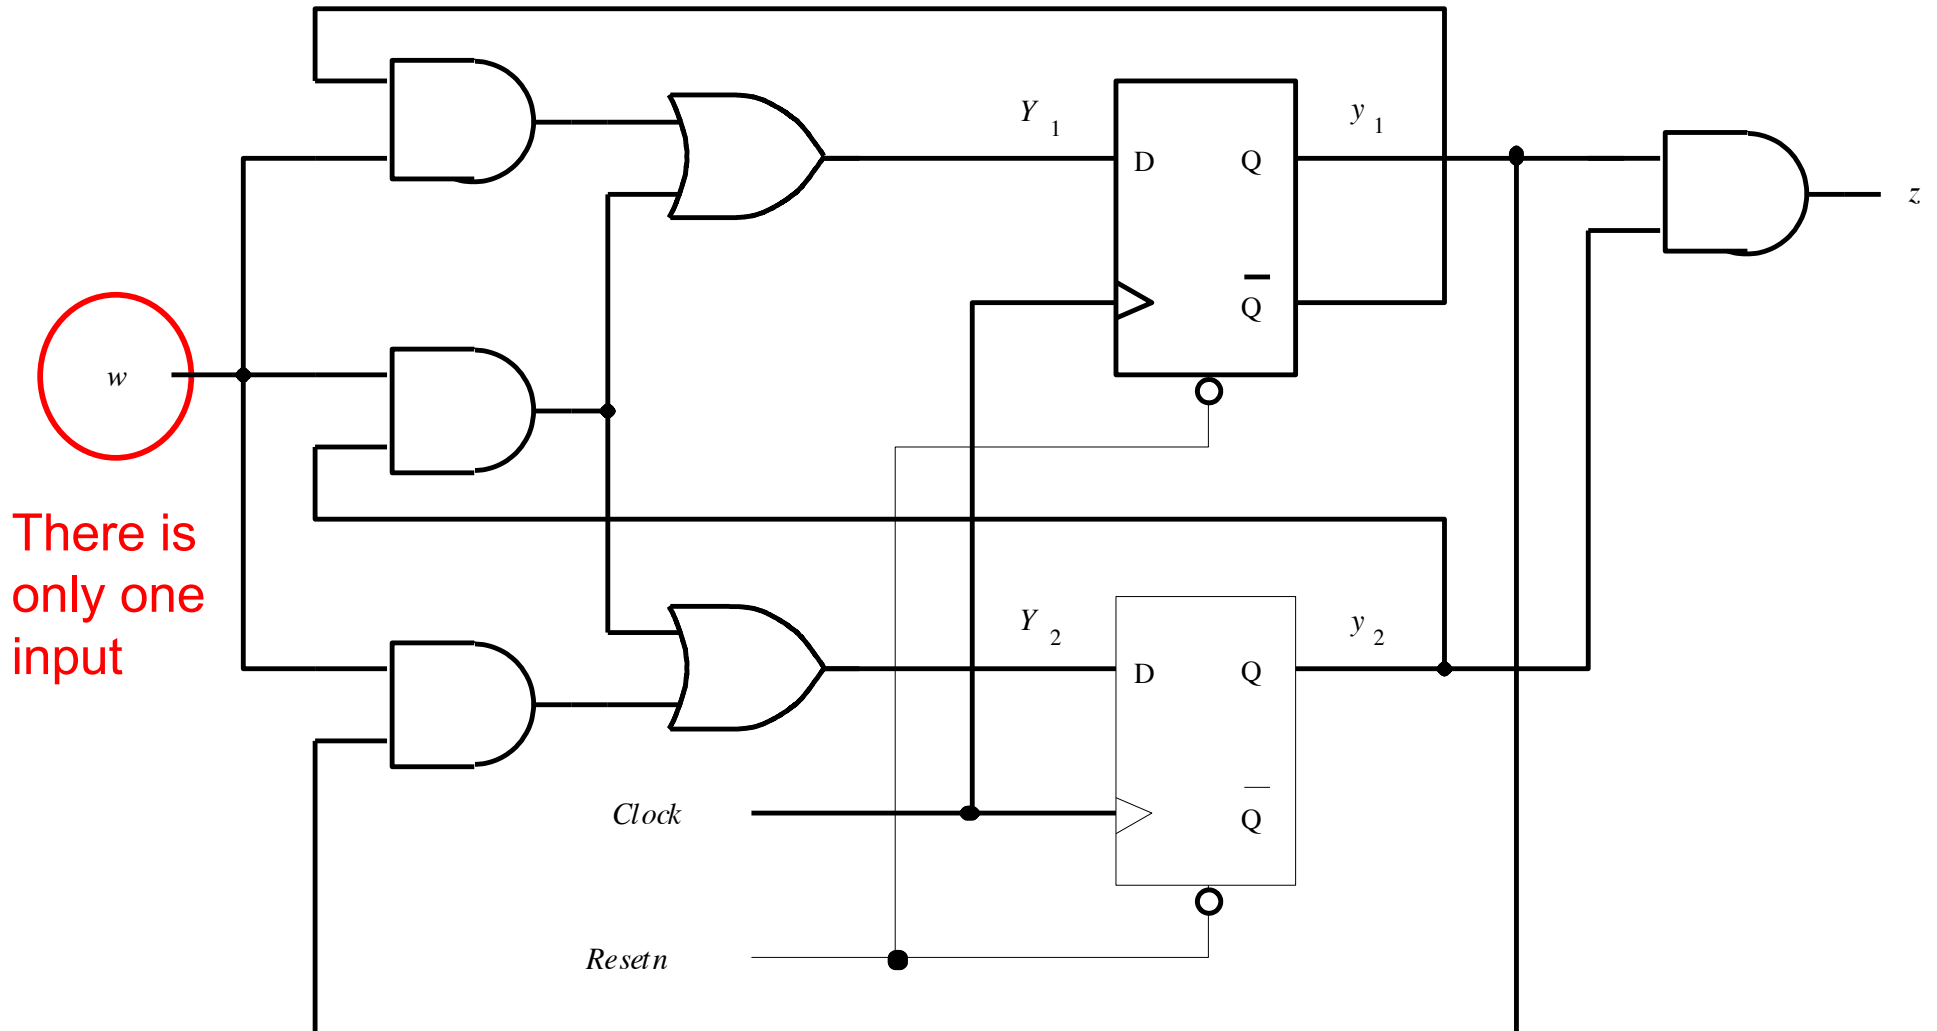 Y 1
y 1
D Q
z
Q
w
There is
only one
input
Y 2
y 2
D Q
Clock
Q
Resetn